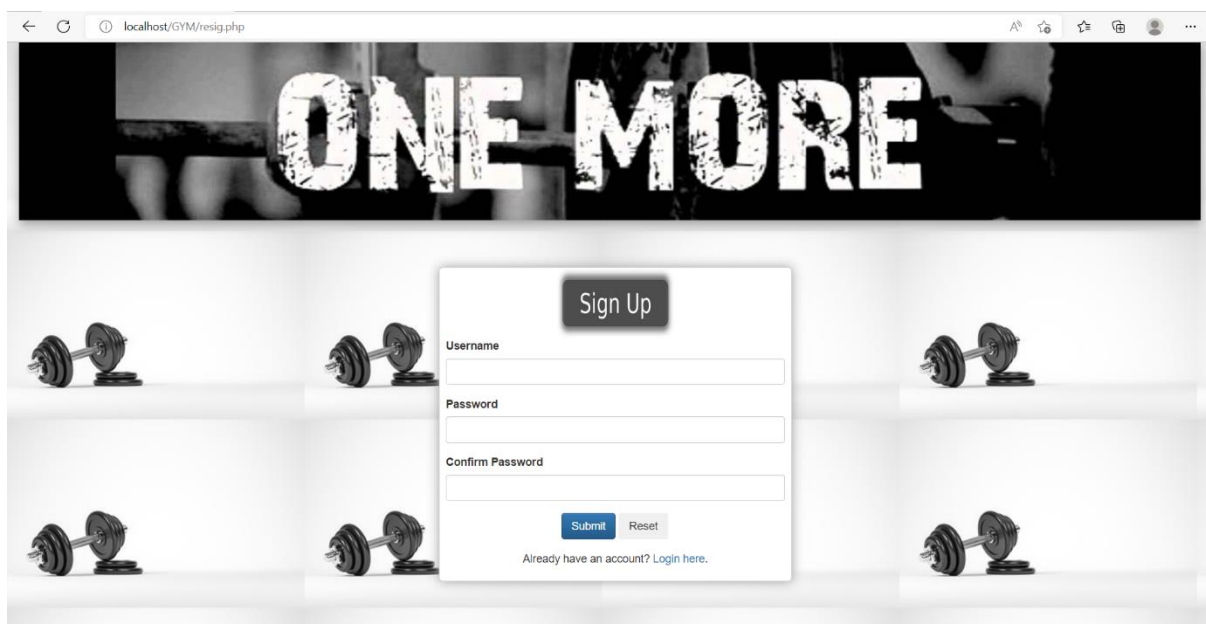 localhost/GYM/resig.php
ONE MORE
Sign Up
Username
Password
Confirm Password
Submit Reset
Already have an account? Login here.